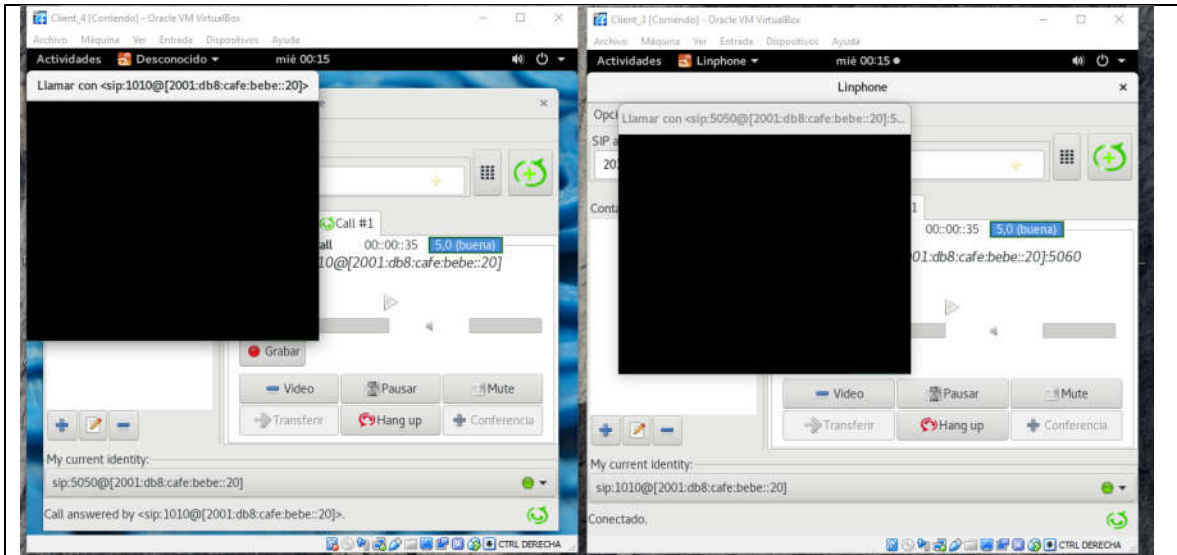 Client_4 [Corriendo] - Oracle VM VirtualBox
Archivo Máquina Ver Entrada Dispositivos Ayuda
Actividades Desconocido mié 00:15
Llamar con <sip:1010@[2001:db8:cafe:bebe::20]>
Call #1
all 00::00::35 5,0 (buena)
10@[2001:db8:cafe:bebe::20]
Grabar
Video Pausar Mute
Transferir Hang up Conferencia
My current identity:
sip:5050@[2001:db8:cafe:bebe::20]
Call answered by <sip:1010@[2001:db8:cafe:bebe::20]>.
CTRL DERECHA
Client_3 [Corriendo] - Oracle VM VirtualBox
Archivo Máquina Ver Entrada Dispositivos Ayuda
Actividades Linphone mié 00:15
Linphone
Opci
Llamar con <sip:5050@[2001:db8:cafe:bebe::20]:5...
SIP a
20
Conta
1
00::00::35 5,0 (buena)
01:db8:cafe:bebe::20]:5060
Video Pausar Mute
Transferir Hang up Conferencia
My current identity:
sip:1010@[2001:db8:cafe:bebe::20]
Conectado.
CTRL DERECHA